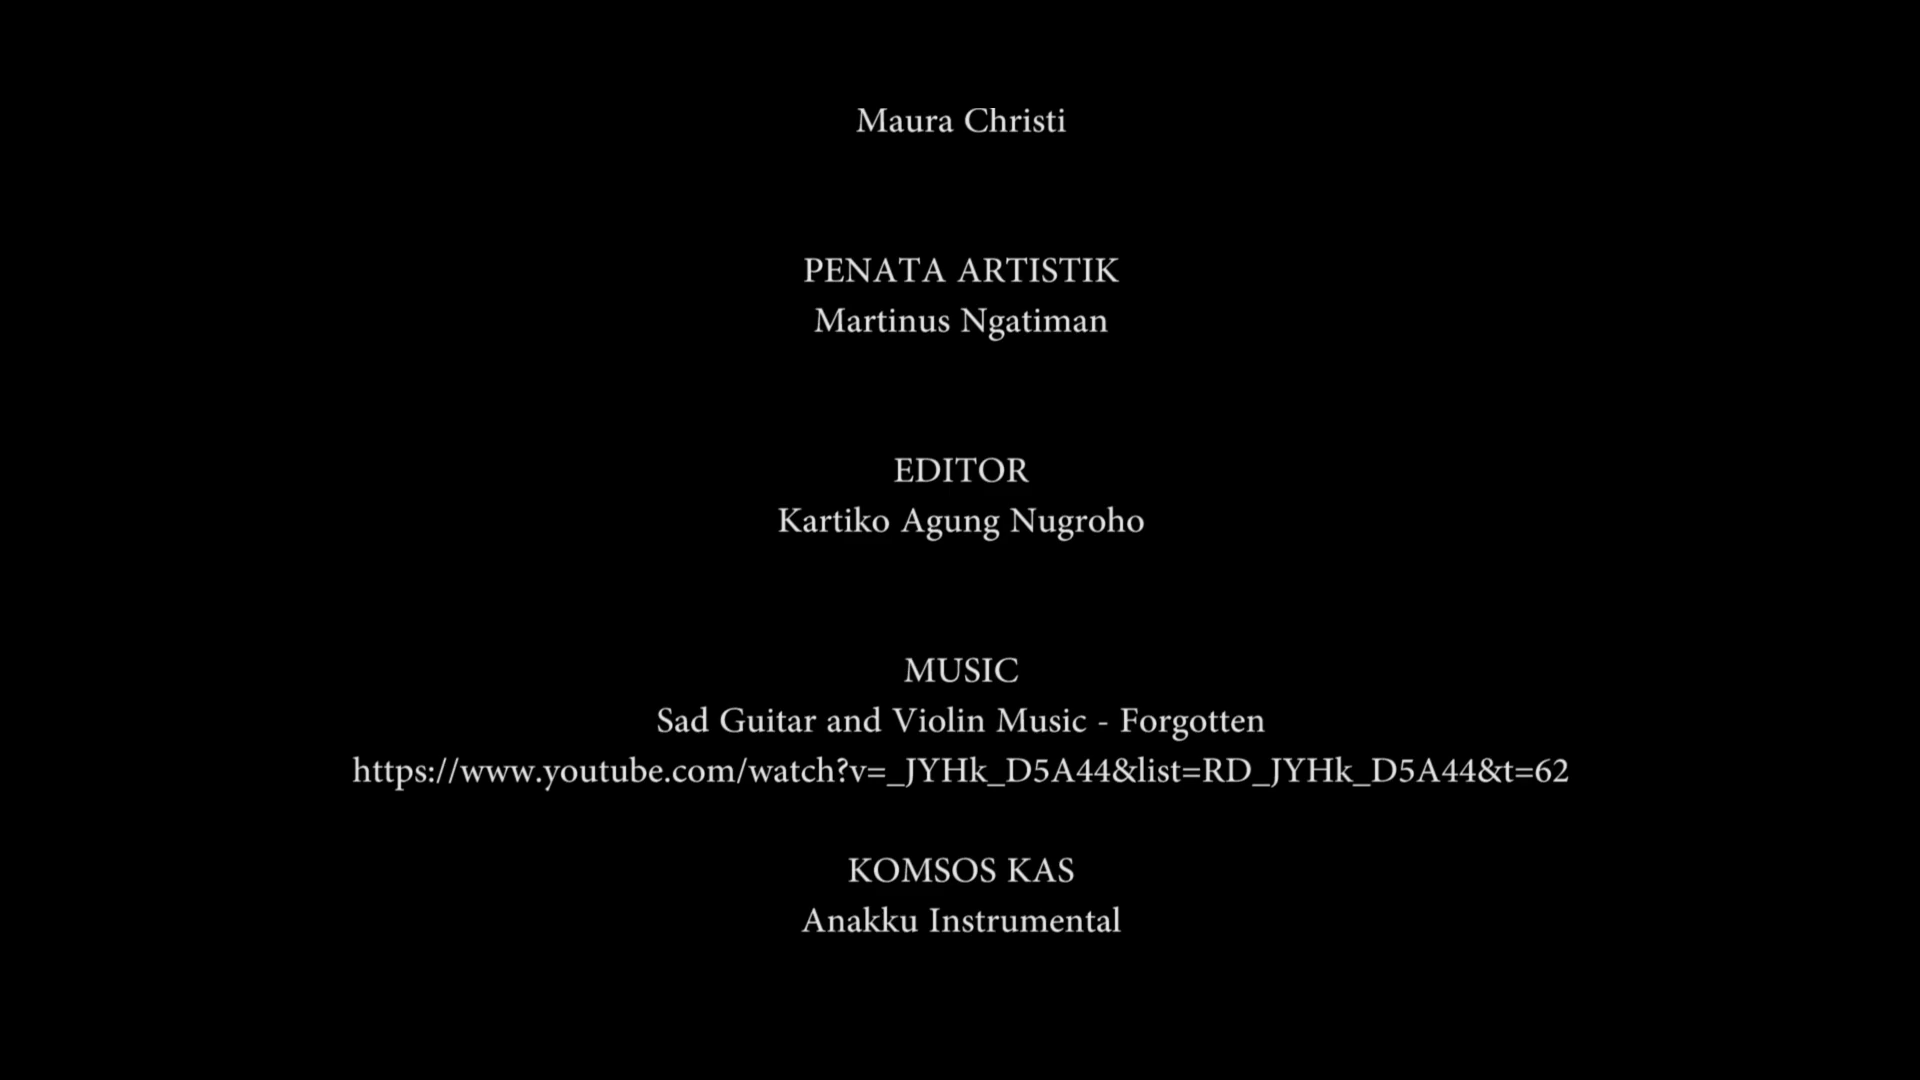 Maura Christi
PENATA ARTISTIK
Martinus Ngatiman
EDITOR
Kartiko Agung Nugroho
MUSIC
Sad Guitar and Violin Music - Forgotten
https://www.youtube.com/watch?v=_JYHk_D5A44&list=RD_JYHk_D5A44&t=62
KOMSOS KAS
Anakku Instrumental